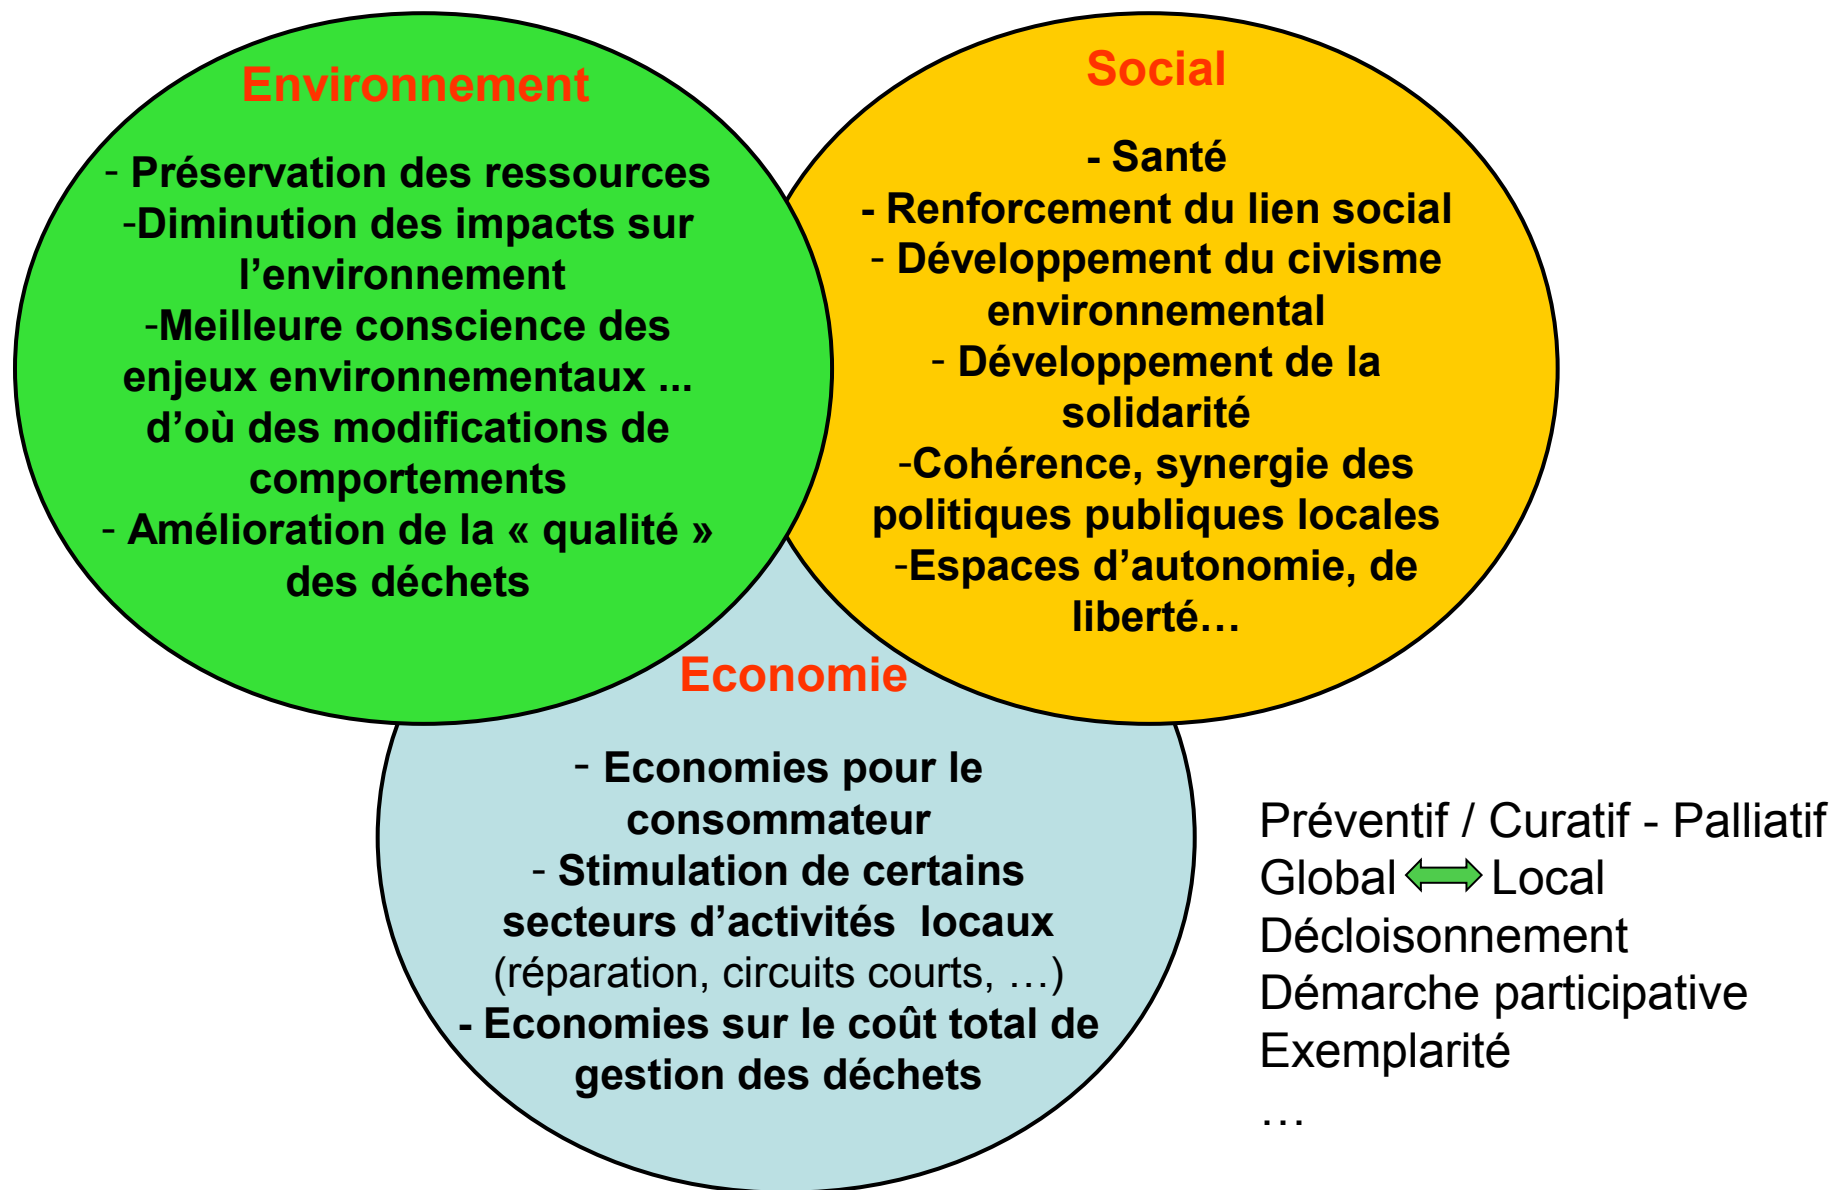 Environnement
- Préservation des ressources
-Diminution des impacts sur
l’environnement
-Meilleure conscience des
enjeux environnementaux ...
d’où des modifications de
comportements
- Amélioration de la « qualité »
des déchets
Social
- Santé
- Renforcement du lien social
- Développement du civisme
environnemental
- Développement de la
solidarité
-Cohérence, synergie des
politiques publiques locales
-Espaces d’autonomie, de
liberté…
Economie
- Economies pour le
consommateur
- Stimulation de certains
secteurs d’activités  locaux
(réparation, circuits courts, …)
- Economies sur le coût total de
gestion des déchets
Préventif / Curatif - Palliatif
Global Local
Décloisonnement
Démarche participative
Exemplarité
…